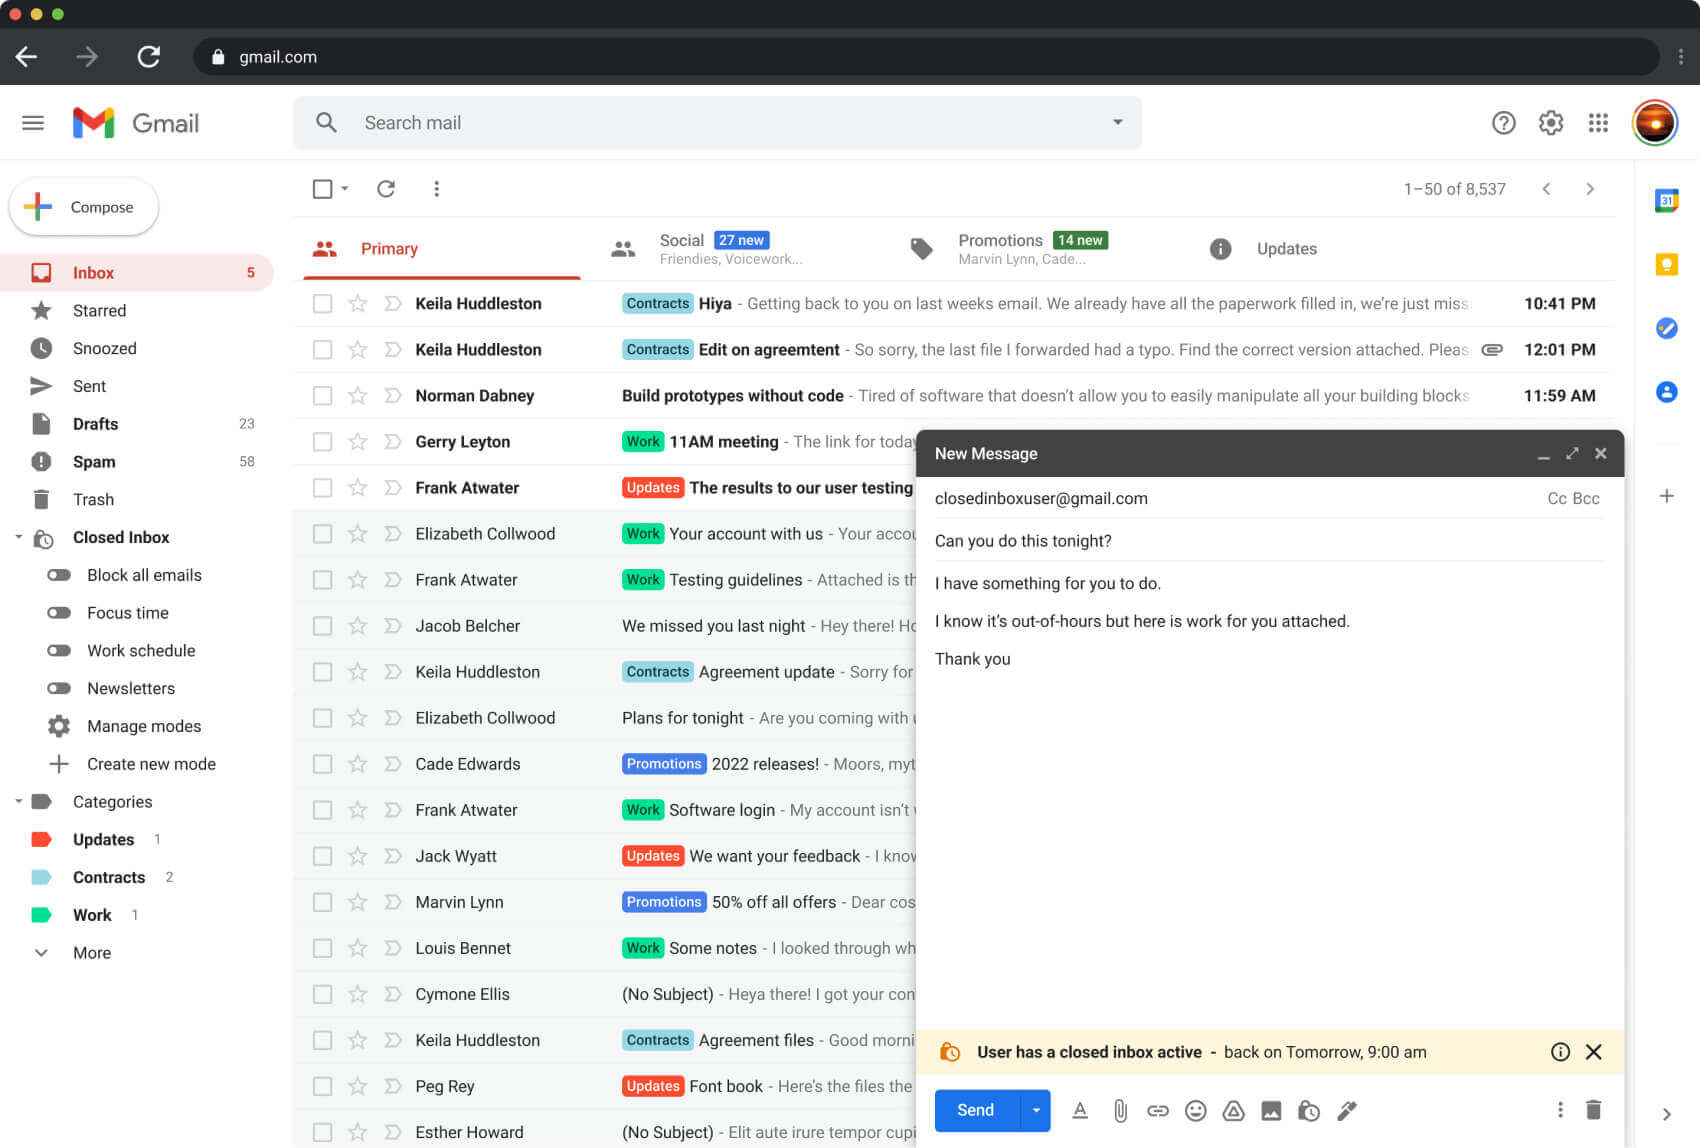 gmail.com
Gmail
Search mail
Compose
1–50 of 8,537
31
Primary
Social 27 new
Friendies, Voicework...
Promotions 14 new
Marvin Lynn, Cade...
Updates
Inbox 5
Starred
Snoozed
Sent
Drafts 23
Spam 58
Trash
Closed Inbox
Block all emails
Focus time
Work schedule
Newsletters
Manage modes
Create new mode
Categories
Updates 1
Contracts 2
Work 1
More
Keila Huddleston Contracts Hiya - Getting back to you on last weeks email. We already have all the paperwork filled in, we're just miss 10:41 PM
Keila Huddleston Contracts Edit on agreemtent - So sorry, the last file I forwarded had a typo. Find the correct version attached. Pleas 12:01 PM
Norman Dabney Build prototypes without code - Tired of software that doesn't allow you to easily manipulate all your building blocks 11:59 AM
Gerry Leyton Work 11AM meeting - The link for today
Frank Atwater Updates The results to our user testing
Elizabeth Collwood Work Your account with us - Your accou
Frank Atwater Work Testing guidelines - Attached is th
Jacob Belcher We missed you last night - Hey there! Ho
Keila Huddleston Contracts Agreement update - Sorry for
Elizabeth Collwood Plans for tonight - Are you coming with u
Cade Edwards Promotions 2022 releases! - Moors, myt
Frank Atwater Work Software login - My account isn't w
Jack Wyatt Updates We want your feedback - I know
Marvin Lynn Promotions 50% off all offers - Dear cos
Louis Bennet Work Some notes - I looked through wh
Cymone Ellis (No Subject) - Heya there! I got your con
Keila Huddleston Contracts Agreement files - Good morni
Peg Rey Updates Font book - Here's the files the
Esther Howard (No Subject) - Elit aute irure tempor cupi
New Message
closedinboxuser@gmail.com Cc Bcc
Can you do this tonight?
I have something for you to do.
I know it's out-of-hours but here is work for you attached.
Thank you
User has a closed inbox active - back on Tomorrow, 9:00 am
Send